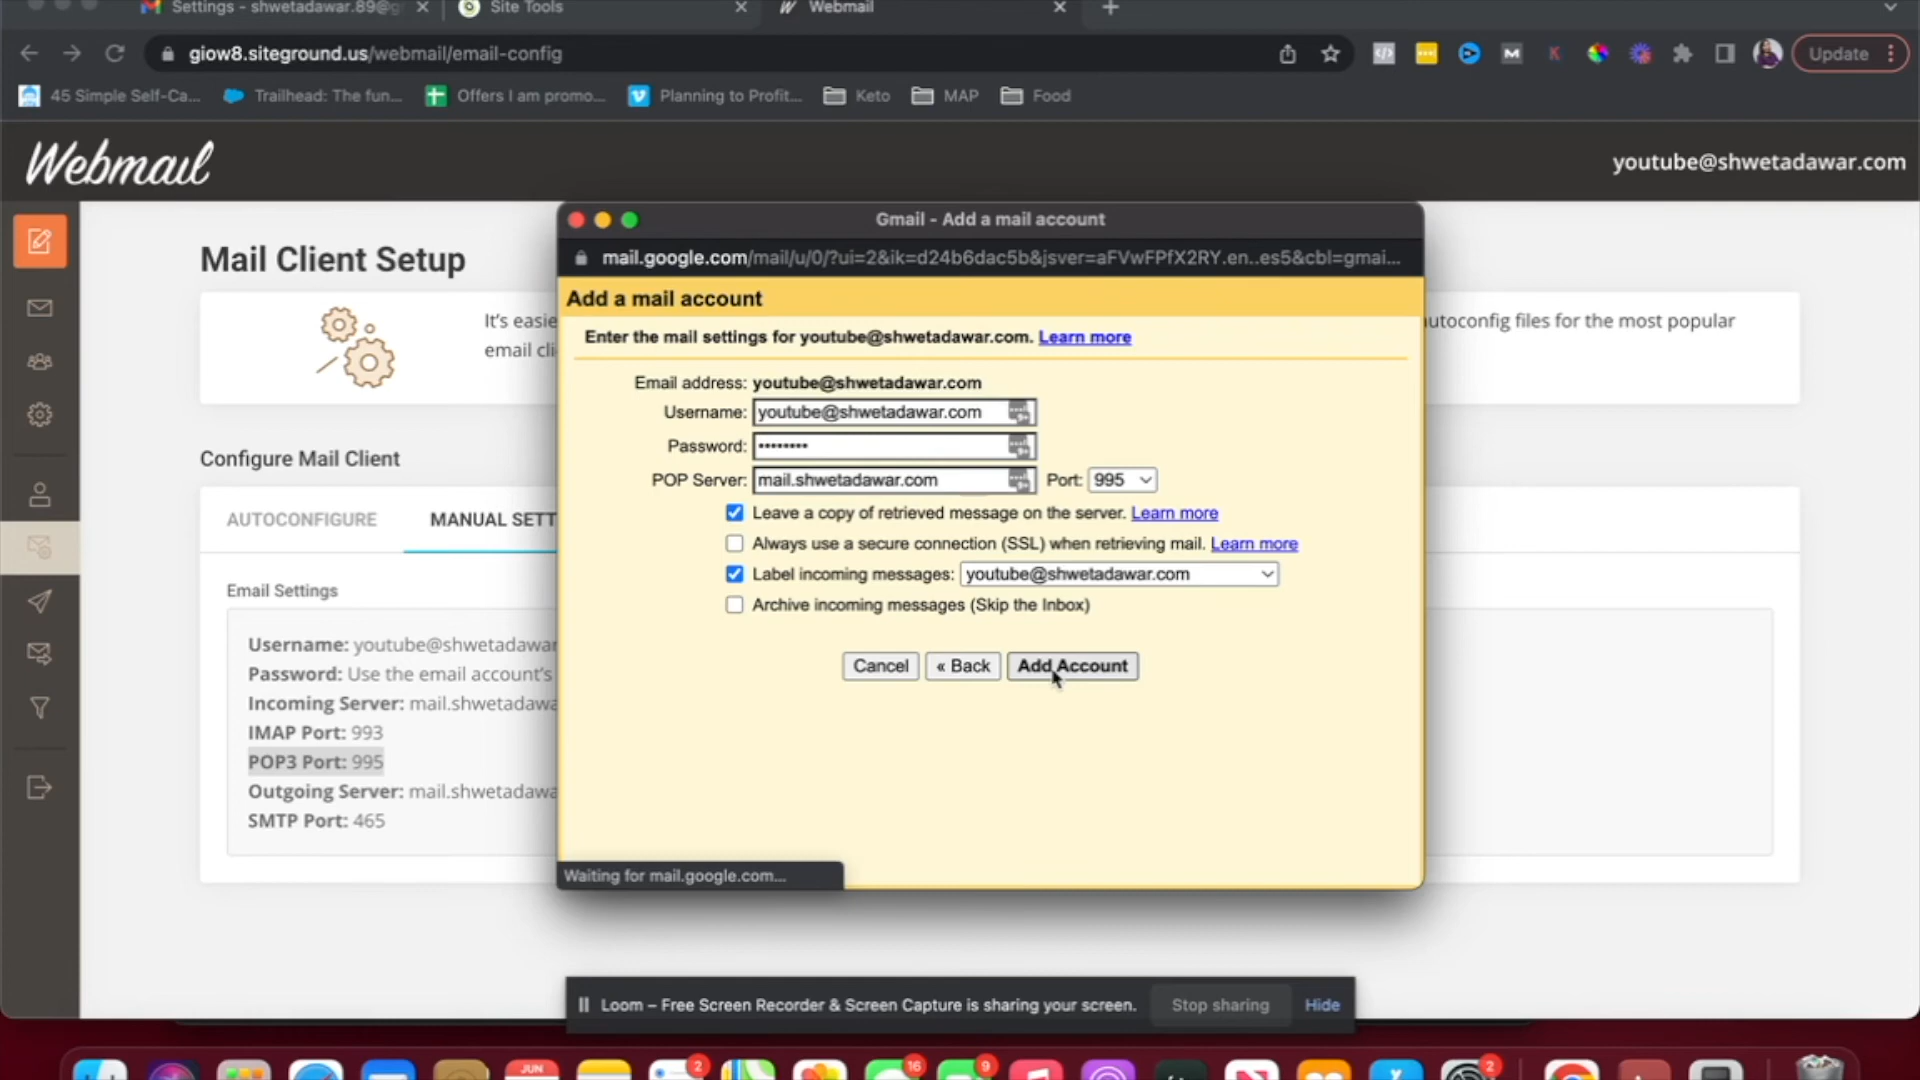 Settings - shwetadawar.89@g
Site Tools
Webmail
giow8.siteground.us/webmail/email-config
Update
45 Simple Self-Ca...
Trailhead: The fun...
Offers I am promo...
Planning to Profit...
Keto
MAP
Food
Webmail
youtube@shwetadawar.com
Mail Client Setup
It's easie
utoconfig files for the most popular
email cli
Configure Mail Client
AUTOCONFIGURE
MANUAL SETT
Email Settings
Username: youtube@shwetadawar
Password: Use the email account's
Incoming Server: mail.shwetadawa
IMAP Port: 993
POP3 Port: 995
Outgoing Server: mail.shwetadawa
SMTP Port: 465
Gmail - Add a mail account
mail.google.com/mail/u/0/?ui=2&ik=d24b6dac5b&jsver=aFVwFPfX2RY.en..es5&cbl=gmai...
Add a mail account
Enter the mail settings for youtube@shwetadawar.com. Learn more
Email address: youtube@shwetadawar.com
Username: youtube@shwetadawar.com
Password: ••••••••
POP Server: mail.shwetadawar.com Port: 995
Leave a copy of retrieved message on the server. Learn more
Always use a secure connection (SSL) when retrieving mail. Learn more
Label incoming messages: youtube@shwetadawar.com
Archive incoming messages (Skip the Inbox)
Cancel
« Back
Add Account
Waiting for mail.google.com...
Loom – Free Screen Recorder & Screen Capture is sharing your screen.
Stop sharing
Hide
JUN
2
16
9
2